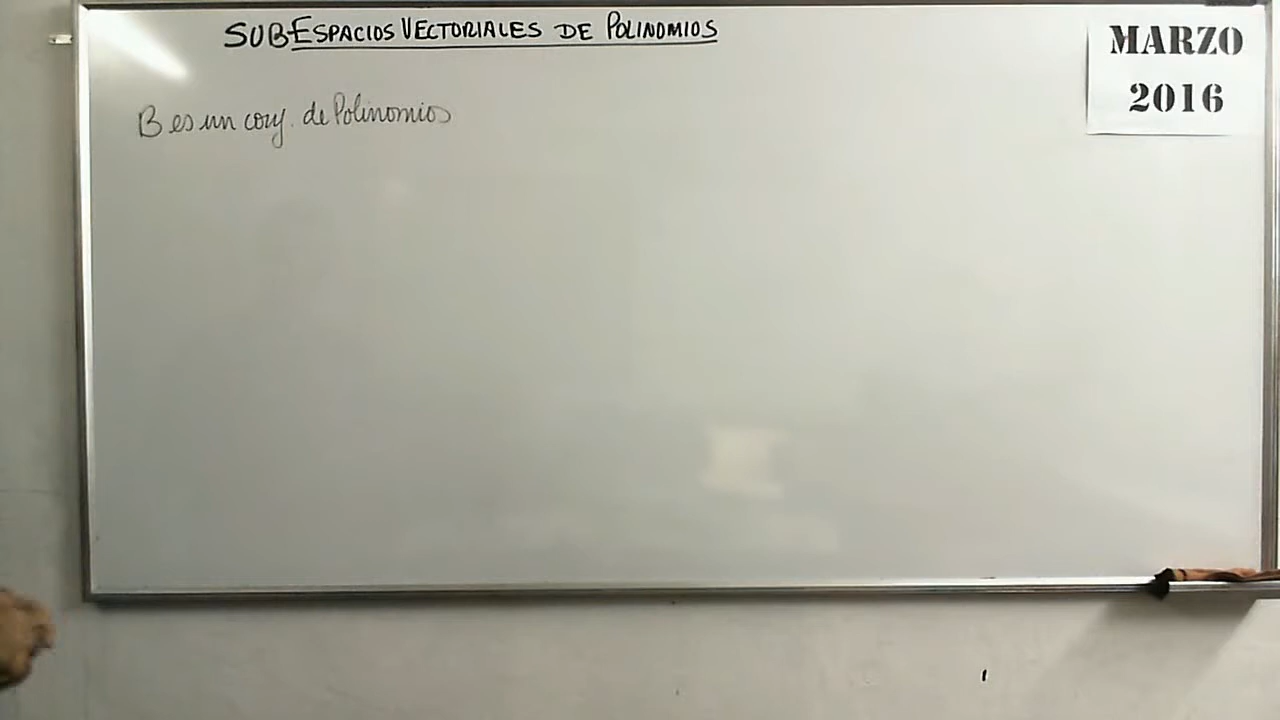 SUBESPACIOS VECTORIALES DE POLINOMIOS
MARZO
2016
B es un conj. de Polinomios